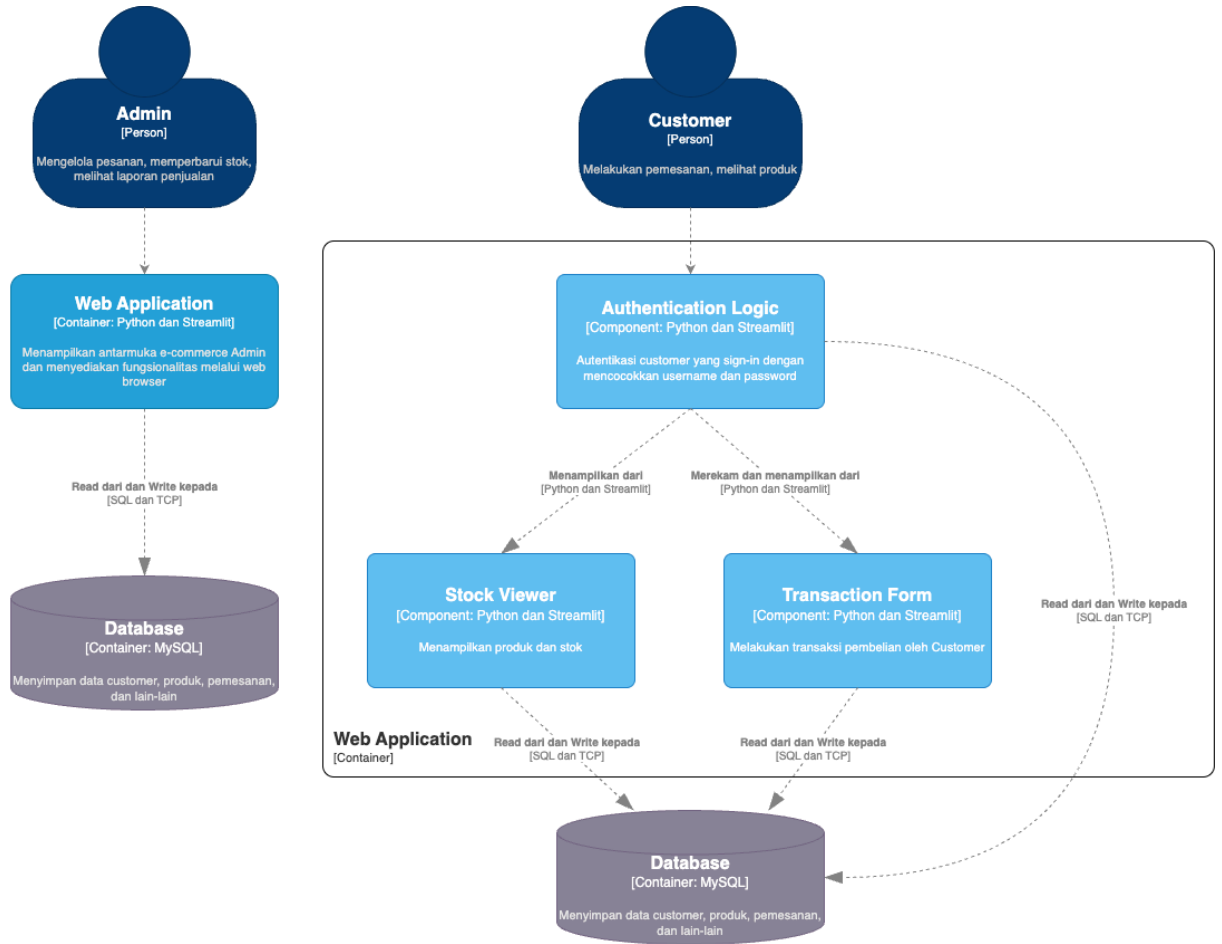 Admin
[Person]
Mengelola pesanan, memperbarui stok,
melihat laporan penjualan
Customer
[Person]
Melakukan pemesanan, melihat produk
Web Application
[Container: Python dan Streamlit]
Menampilkan antarmuka e-commerce Admin
dan menyediakan fungsionalitas melalui web
browser
Authentication Logic
[Component: Python dan Streamlit]
Autentikasi customer yang sign-in dengan
mencocokkan username dan password
Read dari dan Write kepada
[SQL dan TCP]
Menampilkan dari
[Python dan Streamlit]
Merekam dan menampilkan dari
[Python dan Streamlit]
Database
[Container: MySQL]
Menyimpan data customer, produk, pemesanan,
dan lain-lain
Stock Viewer
[Component: Python dan Streamlit]
Menampilkan produk dan stok
Transaction Form
[Component: Python dan Streamlit]
Melakukan transaksi pembelian oleh Customer
Read dari dan Write kepada
[SQL dan TCP]
Web Application
[Container]
Read dari dan Write kepada
[SQL dan TCP]
Read dari dan Write kepada
[SQL dan TCP]
Database
[Container: MySQL]
Menyimpan data customer, produk, pemesanan,
dan lain-lain